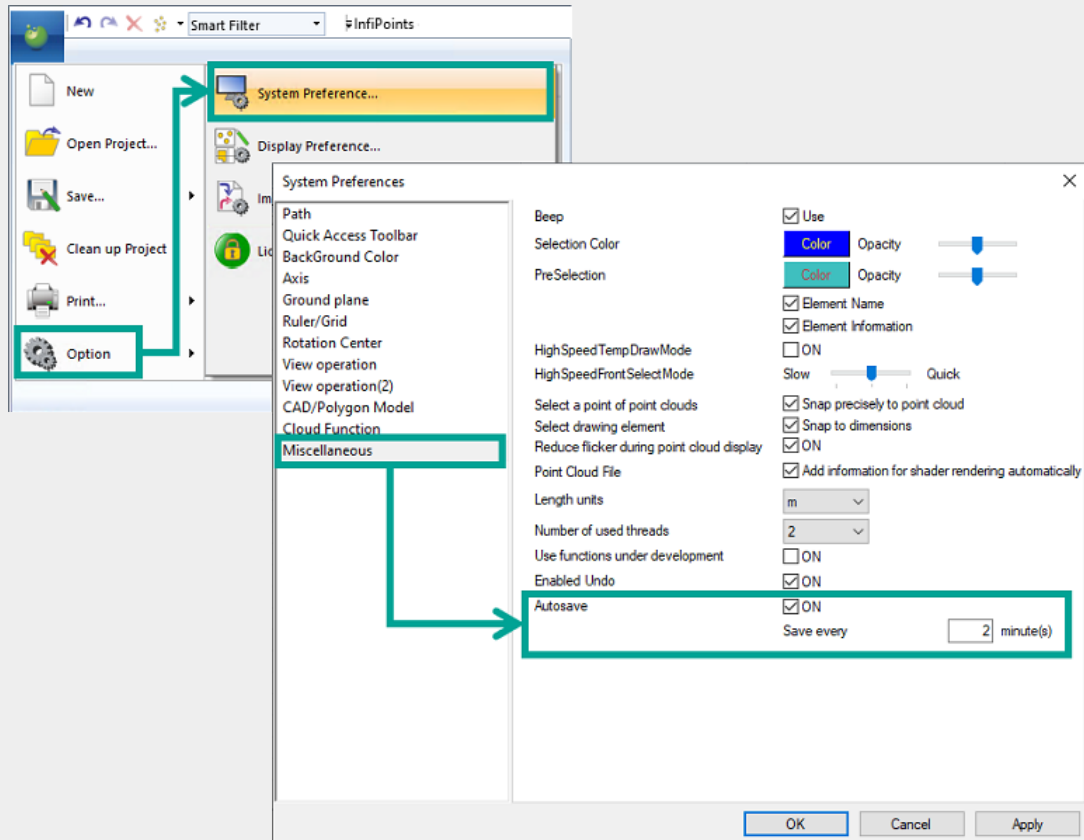 Smart Filter
InfiPoints
New
Open Project...
Save...
Clean up Project
Print...
Option
System Preference...
Display Preference...
System Preferences
Path
Quick Access Toolbar
BackGround Color
Axis
Ground plane
Ruler/Grid
Rotation Center
View operation
View operation(2)
CAD/Polygon Model
Cloud Function
Miscellaneous
Beep Use
Selection Color Color Opacity
PreSelection Color Opacity
Element Name
Element Information
HighSpeedTempDrawMode ON
HighSpeedFrontSelectMode Slow Quick
Select a point of point clouds Snap precisely to point cloud
Select drawing element Snap to dimensions
Reduce flicker during point cloud display ON
Point Cloud File Add information for shader rendering automatically
Length units m
Number of used threads 2
Use functions under development ON
Enabled Undo ON
Autosave ON
Save every 2 minute(s)
OK Cancel Apply